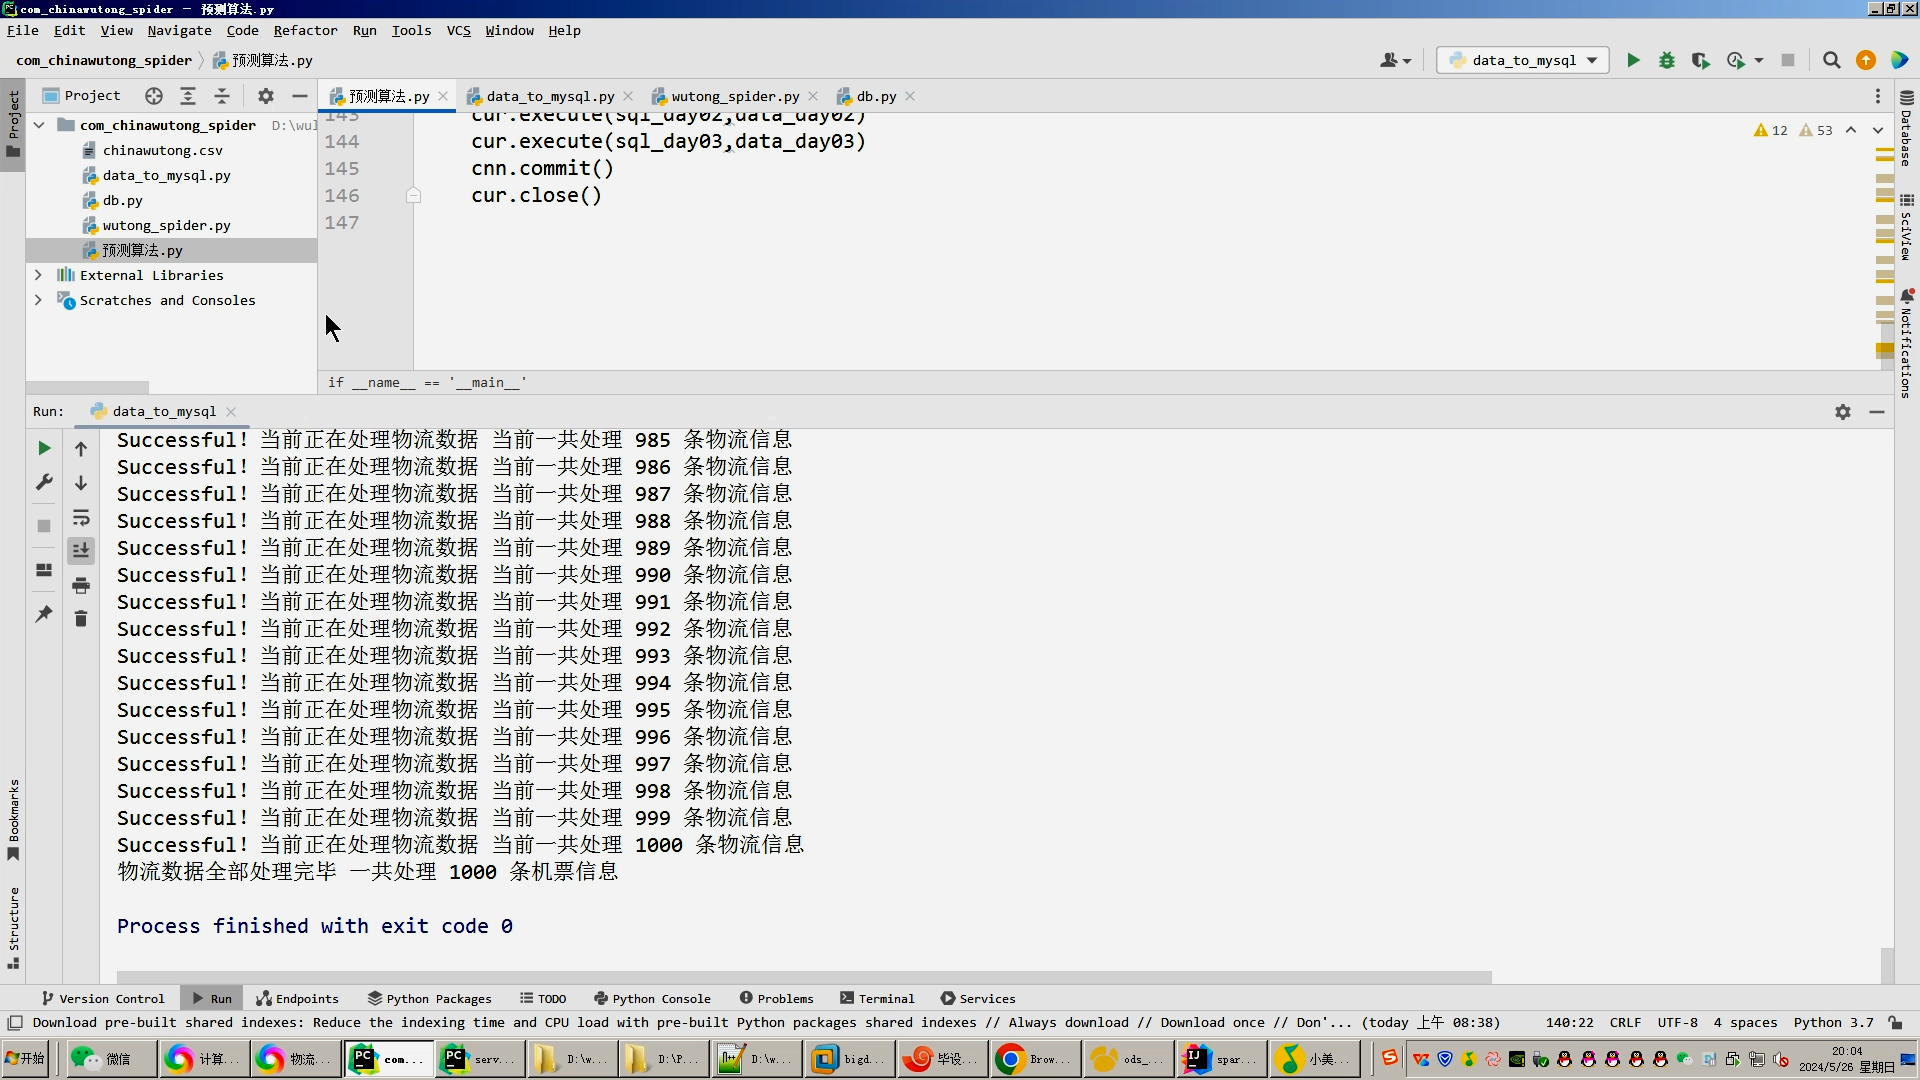 com_chinawutong_spider – 预测算法.py
File Edit View Navigate Code Refactor Run Tools VCS Window Help
com_chinawutong_spider 预测算法.py data_to_mysql
Project 预测算法.py data_to_mysql.py wutong_spider.py db.py
com_chinawutong_spider D:\wul
chinawutong.csv
data_to_mysql.py
db.py
wutong_spider.py
预测算法.py
External Libraries
Scratches and Consoles
143 cur.execute(sql_day02,data_day02)
144 cur.execute(sql_day03,data_day03)
145 cnn.commit()
146 cur.close()
147
12 53
if __name__ == '__main__'
Project
Bookmarks
Structure
Database
SciView
Notifications
Run: data_to_mysql
Successful! 当前正在处理物流数据 当前一共处理 985 条物流信息
Successful! 当前正在处理物流数据 当前一共处理 986 条物流信息
Successful! 当前正在处理物流数据 当前一共处理 987 条物流信息
Successful! 当前正在处理物流数据 当前一共处理 988 条物流信息
Successful! 当前正在处理物流数据 当前一共处理 989 条物流信息
Successful! 当前正在处理物流数据 当前一共处理 990 条物流信息
Successful! 当前正在处理物流数据 当前一共处理 991 条物流信息
Successful! 当前正在处理物流数据 当前一共处理 992 条物流信息
Successful! 当前正在处理物流数据 当前一共处理 993 条物流信息
Successful! 当前正在处理物流数据 当前一共处理 994 条物流信息
Successful! 当前正在处理物流数据 当前一共处理 995 条物流信息
Successful! 当前正在处理物流数据 当前一共处理 996 条物流信息
Successful! 当前正在处理物流数据 当前一共处理 997 条物流信息
Successful! 当前正在处理物流数据 当前一共处理 998 条物流信息
Successful! 当前正在处理物流数据 当前一共处理 999 条物流信息
Successful! 当前正在处理物流数据 当前一共处理 1000 条物流信息
物流数据全部处理完毕 一共处理 1000 条机票信息
Process finished with exit code 0
Version Control Run Endpoints Python Packages TODO Python Console Problems Terminal Services
Download pre-built shared indexes: Reduce the indexing time and CPU load with pre-built Python packages shared indexes // Always download // Download once // Don'... (today 上午 08:38) 140:22 CRLF UTF-8 4 spaces Python 3.7
开始 微信 计算... 物流... com... serv... D:\w... D:\P... D:\w... bigd... 毕设... Brow... ods_... spar... 小美... 20:04
2024/5/26 星期日